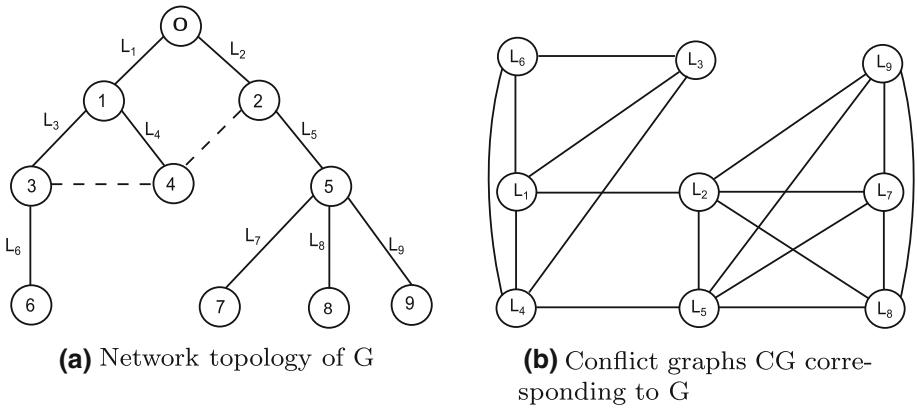 O
L1 L2
1 2
L3 L4 L5
3 4 5
L6 L7 L8 L9
6 7 8 9
(a) Network topology of G
L6 L3 L9
L1 L2 L7
L4 L5 L8
(b) Conflict graphs CG corre-
sponding to G